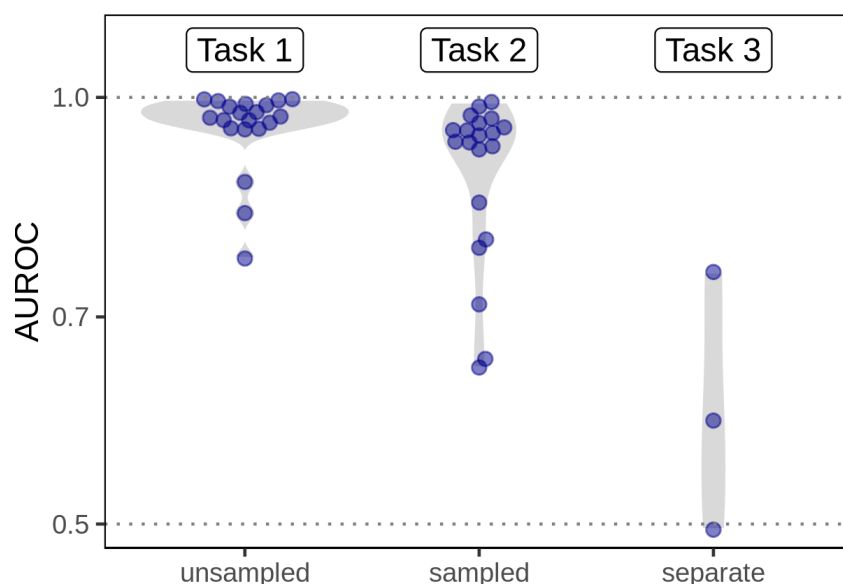 Task 1 Task 2 Task 3
1.0
AUROC
0.7
0.5
unsampled sampled separate